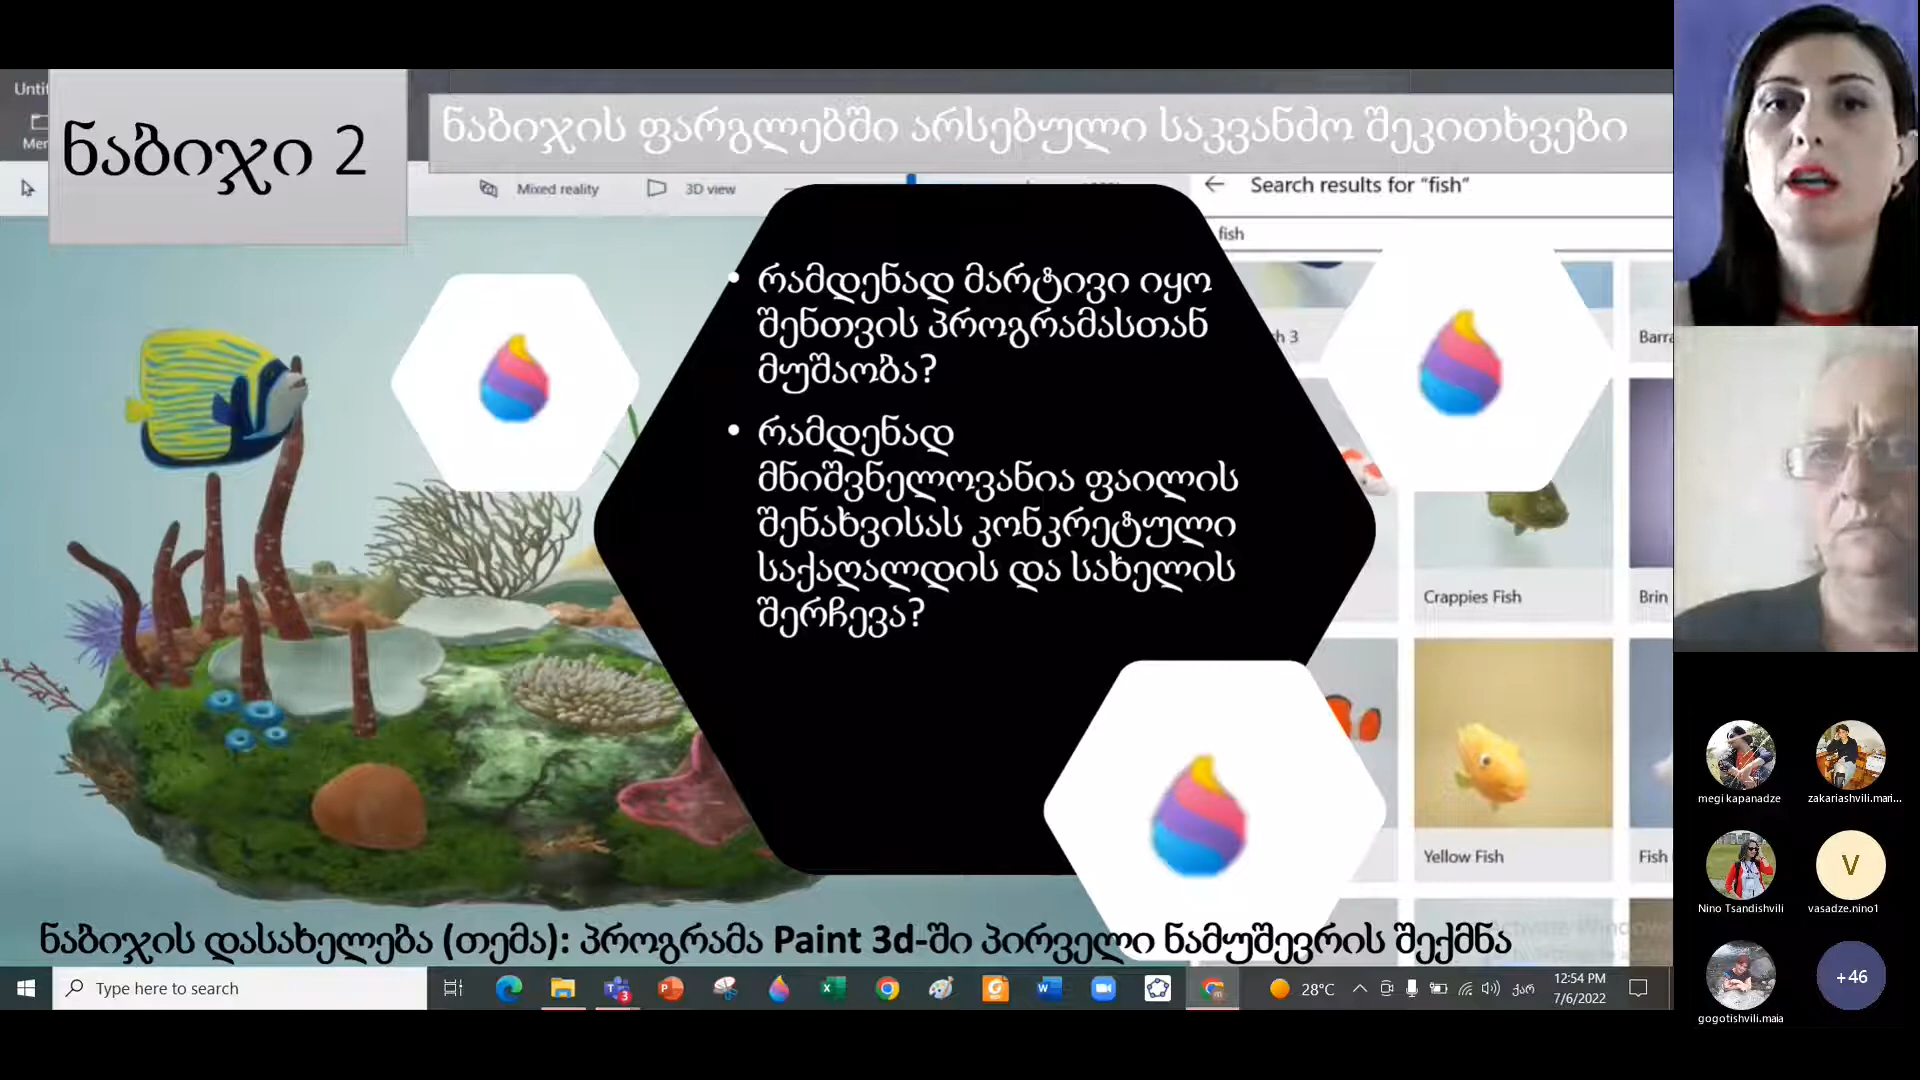 Untit
Mer
ნაბიჯი 2
ნაბიჯის ფარგლებში არსებული საკვანძო შეკითხვები
Mixed reality
3D view
Search results for "fish"
fish
• რამდენად მარტივი იყო
შენთვის პროგრამასთან
მუშაობა?
• რამდენად
მნიშვნელოვანია ფაილის
შენახვისას კონკრეტული
საქაღალდის და სახელის
შერჩევა?
h 3
Barra
Crappies Fish
Brin
Yellow Fish
Fish
ნაბიჯის დასახელება (თემა): პროგრამა Paint 3d-ში პირველი ნამუშევრის შექმნა
Type here to search
3
28°C
ქარ
12:54 PM
7/6/2022
megi kapanadze
zakariashvili.mari...
Nino Tsandishvili
V
vasadze.nino1
gogotishvili.maia
+46